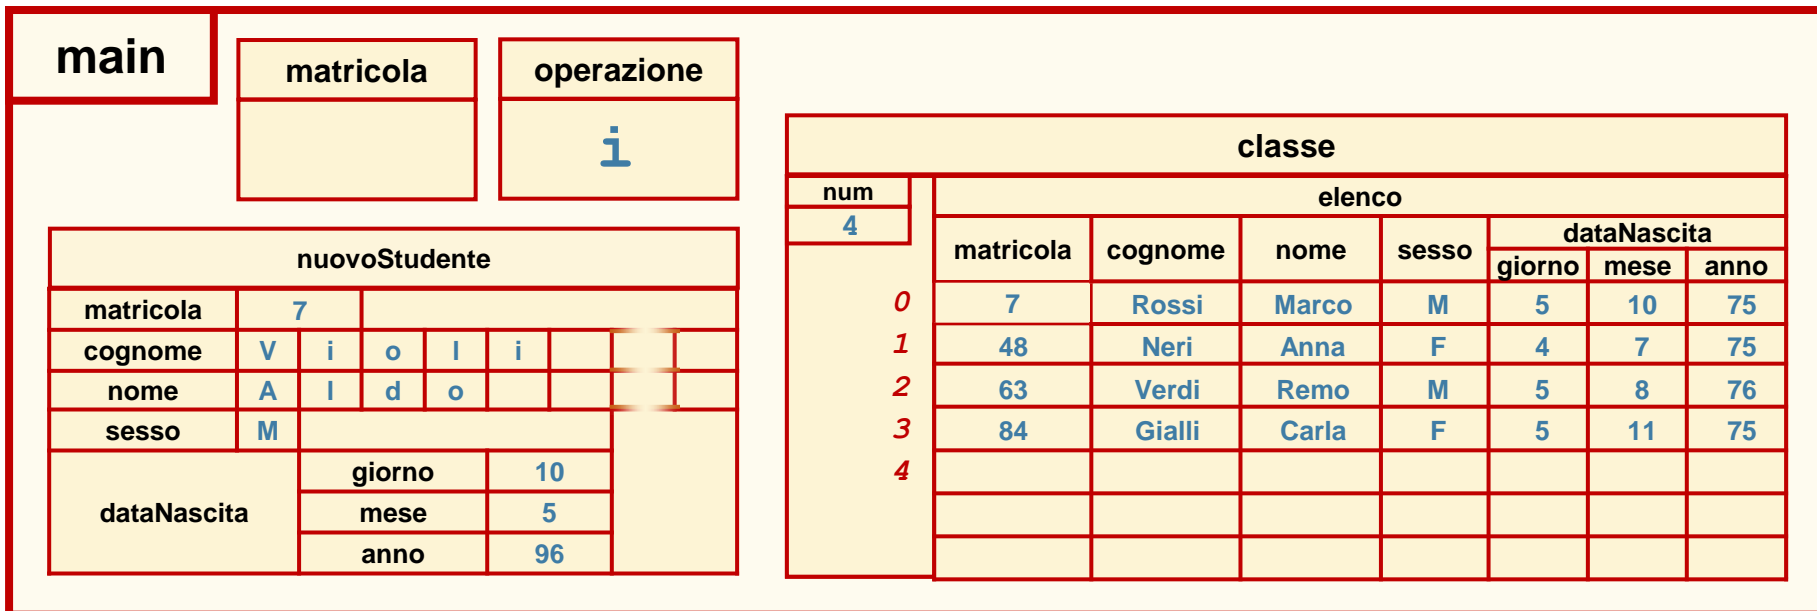 main
matricola
operazione
i
nuovoStudente
matricola 7
cognome V i o l i
nome A l d o
sesso M
dataNascita
giorno 10
mese 5
anno 96
classe
num
4
elenco
matricola cognome nome sesso dataNascita
giorno mese anno
0 7 Rossi Marco M 5 10 75
1 48 Neri Anna F 4 7 75
2 63 Verdi Remo M 5 8 76
3 84 Gialli Carla F 5 11 75
4